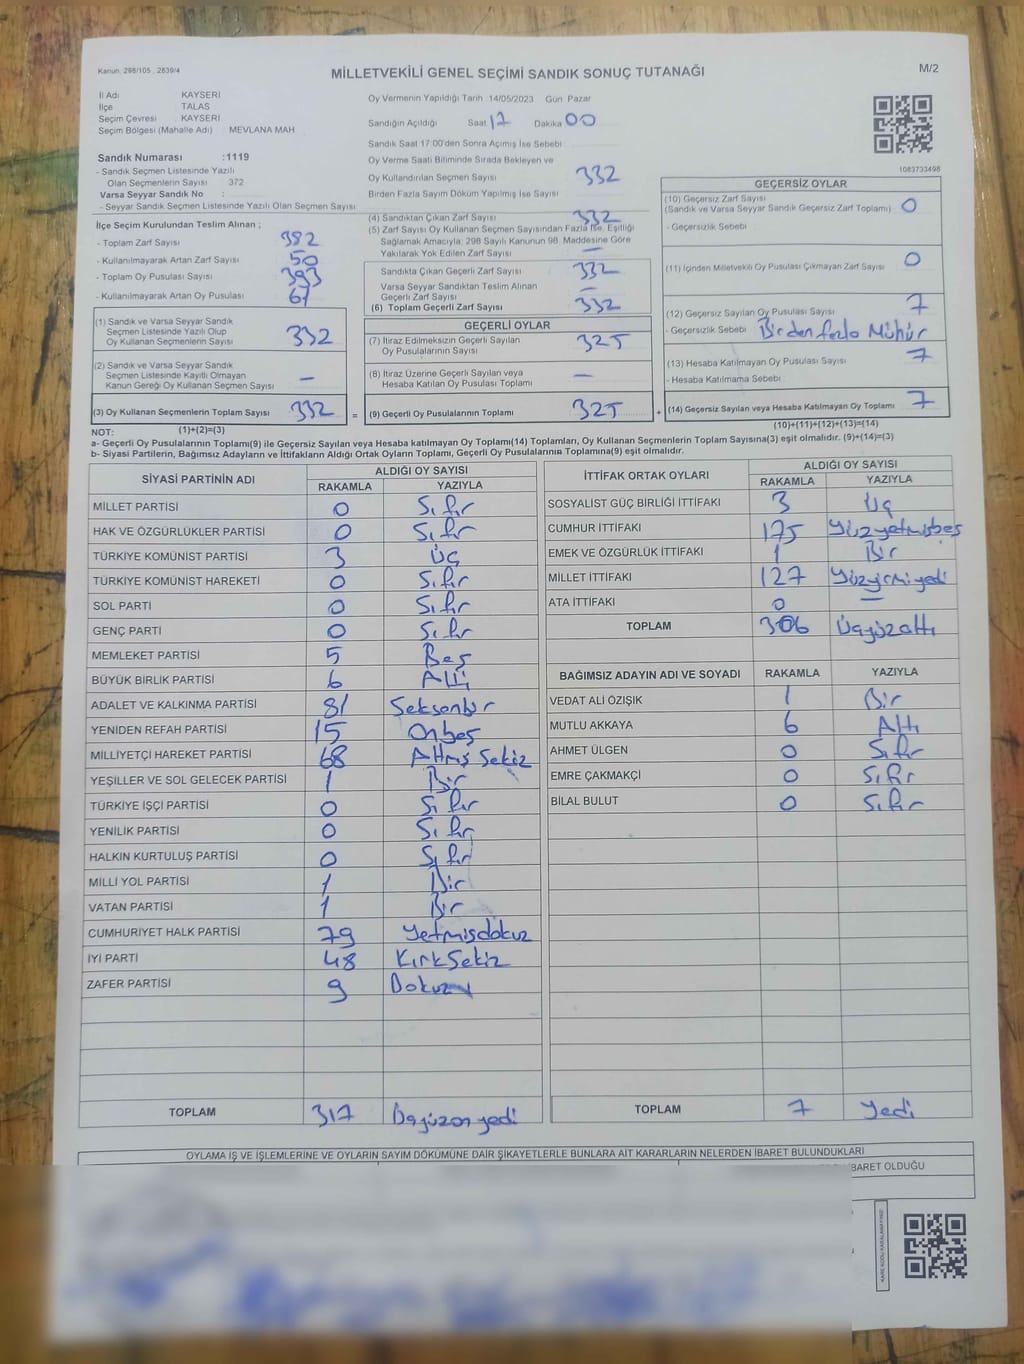 Kanun: 298/105 , 2839/4
MİLLETVEKİLİ GENEL SEÇİMİ SANDIK SONUÇ TUTANAĞI
M/2
İl Adı KAYSERİ
İlçe TALAS
Seçim Çevresi : KAYSERİ
Seçim Bölgesi (Mahalle Adı) MEVLANA MAH
Sandık Numarası :1119
- Sandık Seçmen Listesinde Yazılı
Olan Seçmenlerin Sayısı 372
Varsa Seyyar Sandık No :
- Seyyar Sandık Seçmen Listesinde Yazılı Olan Seçmen Sayısı :
Oy Vermenin Yapıldığı Tarih :14/05/2023 Gün Pazar
Sandığın Açıldığı Saat 17 Dakika 00
Sandık Saat 17:00'den Sonra Açımış İse Sebebi :
Oy Verme Saati Bitiminde Sırada Bekleyen ve
Oy Kullandırılan Seçmen Sayısı 332
Birden Fazla Sayım Döküm Yapılmış İse Sayısı
1083733498
İlçe Seçim Kurulundan Teslim Alınan ;
- Toplam Zarf Sayısı 382
- Kullanılmayarak Artan Zarf Sayısı 50
- Toplam Oy Pusulası Sayısı 393
- Kullanılmayarak Artan Oy Pusulası 61
(4) Sandıktan Çıkan Zarf Sayısı 332
(5) Zarf Sayısı Oy Kullanan Seçmen Sayısından Fazla İse, Eşitliği
Sağlamak Amacıyla; 298 Sayılı Kanunun 98. Maddesine Göre
Yakılarak Yok Edilen Zarf Sayısı —
Sandıkta Çıkan Geçerli Zarf Sayısı 332
Varsa Seyyar Sandıktan Teslim Alınan
Geçerli Zarf Sayısı —
(6) Toplam Geçerli Zarf Sayısı 332
GEÇERSİZ OYLAR
(10) Geçersiz Zarf Sayısı
(Sandık ve Varsa Seyyar Sandık Geçersiz Zarf Toplamı) 0
- Geçersizlik Sebebi
(11) İçinden Milletvekili Oy Pusulası Çıkmayan Zarf Sayısı 0
(12) Geçersiz Sayılan Oy Pusulası Sayısı 7
- Geçersizlik Sebebi Birden fazla Mühür
(13) Hesaba Katılmayan Oy Pusulası Sayısı 7
- Hesaba Katılmama Sebebi
(14) Geçersiz Sayılan veya Hesaba Katılmayan Oy Toplamı 7
(10)+(11)+(12)+(13)=(14)
(1) Sandık ve Varsa Seyyar Sandık
Seçmen Listesinde Yazılı Olup
Oy Kullanan Seçmenlerin Sayısı 332
(2) Sandık ve Varsa Seyyar Sandık
Seçmen Listesinde Kayıtlı Olmayan
Kanun Gereği Oy Kullanan Seçmen Sayısı —
(3) Oy Kullanan Seçmenlerin Toplam Sayısı 332 =
(1)+(2)=(3)
GEÇERLİ OYLAR
(7) İtiraz Edilmeksizin Geçerli Sayılan
Oy Pusulalarının Sayısı 325
(8) İtiraz Üzerine Geçerli Sayılan veya
Hesaba Katılan Oy Pusulası Toplamı —
(9) Geçerli Oy Pusulalarının Toplamı 325 +
NOT:
a- Geçerli Oy Pusulalarının Toplamı(9) ile Geçersiz Sayılan veya Hesaba katılmayan Oy Toplamı(14) Toplamları, Oy Kullanan Seçmenlerin Toplam Sayısına(3) eşit olmalıdır. (9)+(14)=(3)
b- Siyasi Partilerin, Bağımsız Adayların ve İttifakların Aldığı Ortak Oyların Toplamı, Geçerli Oy Pusulalarının Toplamına(9) eşit olmalıdır.
SİYASİ PARTİNİN ADI ALDIĞI OY SAYISI
RAKAMLA YAZIYLA
MİLLET PARTİSİ 0 Sıfır
HAK VE ÖZGÜRLÜKLER PARTİSİ 0 Sıfır
TÜRKİYE KOMÜNİST PARTİSİ 3 Üç
TÜRKİYE KOMÜNİST HAREKETİ 0 Sıfır
SOL PARTİ 0 Sıfır
GENÇ PARTİ 0 Sıfır
MEMLEKET PARTİSİ 5 Beş
BÜYÜK BİRLİK PARTİSİ 6 Altı
ADALET VE KALKINMA PARTİSİ 81 Seksenbir
YENİDEN REFAH PARTİSİ 15 Onbeş
MİLLİYETÇİ HAREKET PARTİSİ 68 Altmış Sekiz
YEŞİLLER VE SOL GELECEK PARTİSİ 1 Bir
TÜRKİYE İŞÇİ PARTİSİ 0 Sıfır
YENİLİK PARTİSİ 0 Sıfır
HALKIN KURTULUŞ PARTİSİ 0 Sıfır
MİLLİ YOL PARTİSİ 1 Bir
VATAN PARTİSİ 1 Bir
CUMHURİYET HALK PARTİSİ 79 Yetmişdokuz
İYİ PARTİ 48 KırkSekiz
ZAFER PARTİSİ 9 Dokuz
TOPLAM 317 Üçyüzonyedi
İTTİFAK ORTAK OYLARI ALDIĞI OY SAYISI
RAKAMLA YAZIYLA
SOSYALİST GÜÇ BİRLİĞİ İTTİFAKI 3 Üç
CUMHUR İTTİFAKI 175 Yüzyetmişbeş
EMEK VE ÖZGÜRLÜK İTTİFAKI 1 Bir
MİLLET İTTİFAKI 127 Yüzyirmiyedi
ATA İTTİFAKI 0 —
TOPLAM 306 Üçyüzaltı
BAĞIMSIZ ADAYIN ADI VE SOYADI RAKAMLA YAZIYLA
VEDAT ALİ ÖZIŞIK 1 Bir
MUTLU AKKAYA 6 Altı
AHMET ÜLGEN 0 Sıfır
EMRE ÇAKMAKÇİ 0 Sıfır
BİLAL BULUT 0 Sıfır
TOPLAM 7 Yedi
OYLAMA İŞ VE İŞLEMLERİNE VE OYLARIN SAYIM DÖKÜMÜNE DAİR ŞİKAYETLERLE BUNLARA AİT KARARLARIN NELERDEN İBARET BULUNDUKLARI
İBARET OLDUĞU
KARE KODU KARALAMAYINIZ